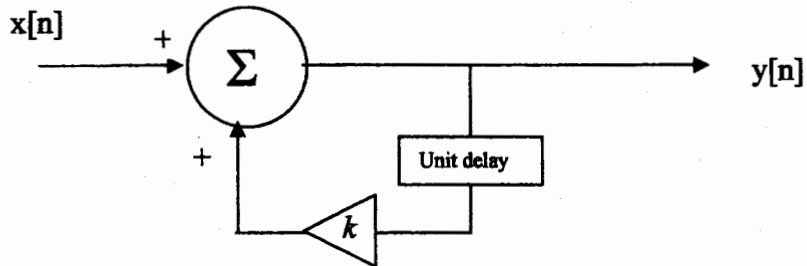 x[n]
+
Σ
y[n]
+
Unit delay
k